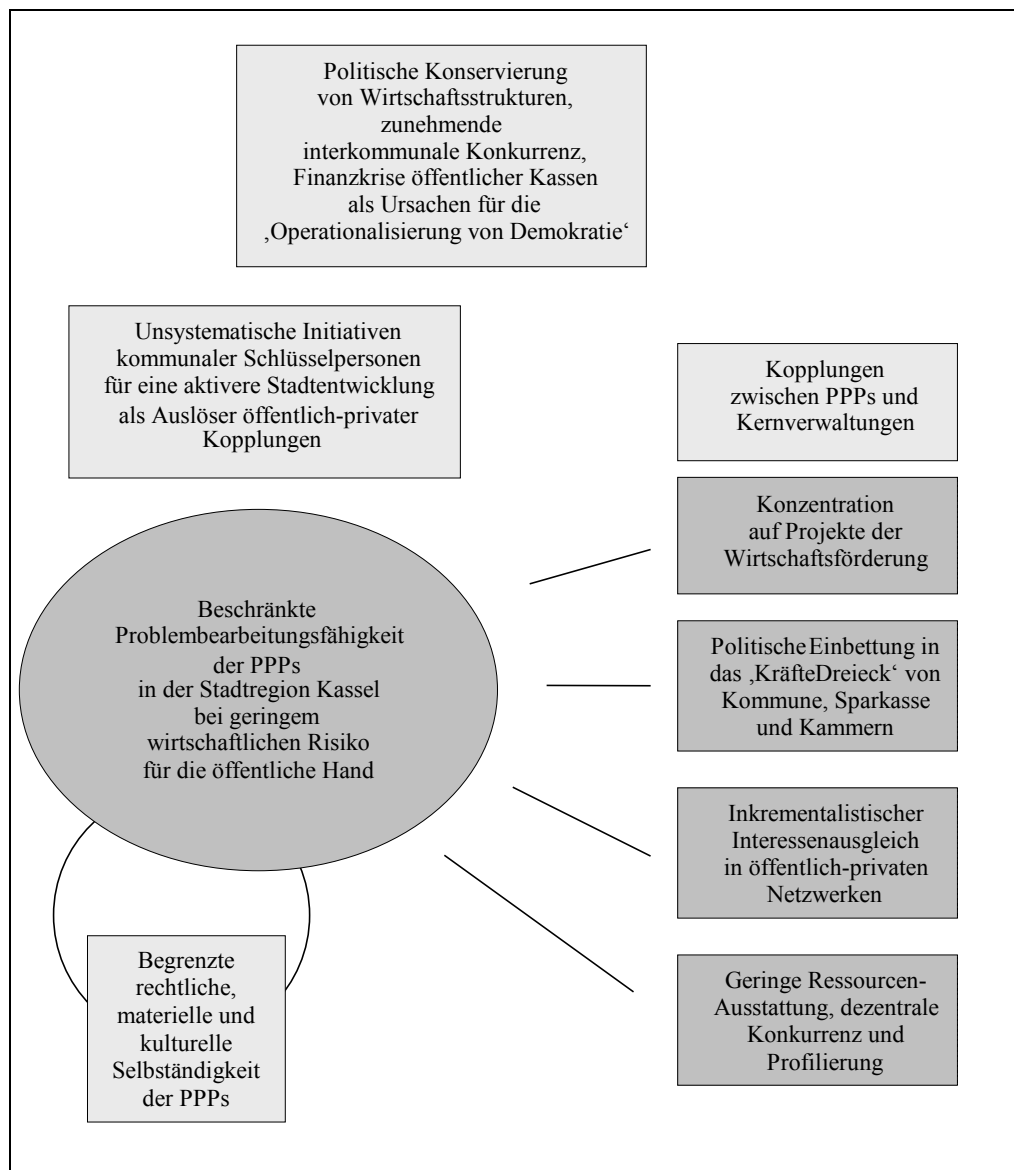 Politische Konservierung
von Wirtschaftsstrukturen,
zunehmende
interkommunale Konkurrenz,
Finanzkrise öffentlicher Kassen
als Ursachen für die
‚Operationalisierung von Demokratie‘
Unsystematische Initiativen
kommunaler Schlüsselpersonen
für eine aktivere Stadtentwicklung
als Auslöser öffentlich-privater
Kopplungen
Kopplungen
zwischen PPPs und
Kernverwaltungen
Konzentration
auf Projekte der
Wirtschaftsförderung
Beschränkte
Problembearbeitungsfähigkeit
der PPPs
in der Stadtregion Kassel
bei geringem
wirtschaftlichen Risiko
für die öffentliche Hand
Politische Einbettung in
das ‚KräfteDreieck‘ von
Kommune, Sparkasse
und Kammern
Inkrementalistischer
Interessenausgleich
in öffentlich-privaten
Netzwerken
Begrenzte
rechtliche,
materielle und
kulturelle
Selbständigkeit
der PPPs
Geringe Ressourcen-
Ausstattung, dezentrale
Konkurrenz und
Profilierung